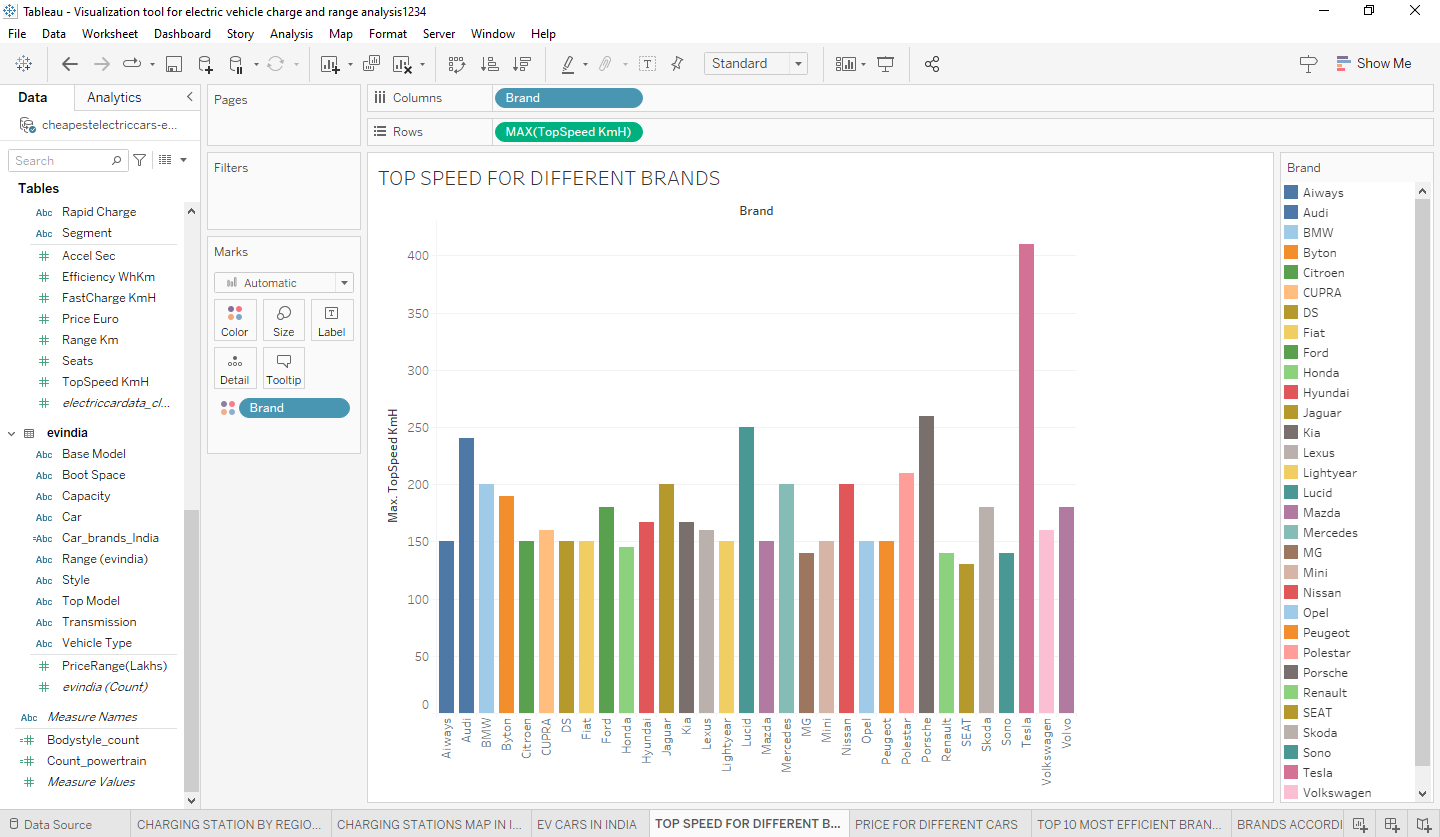 Tableau - Visualization tool for electric vehicle charge and range analysis1234
File Data Worksheet Dashboard Story Analysis Map Format Server Window Help
Standard
Show Me
Data Analytics
cheapestelectriccars-e...
Search
Tables
Abc Rapid Charge
Abc Segment
# Accel Sec
# Efficiency WhKm
# FastCharge KmH
# Price Euro
# Range Km
# Seats
# TopSpeed KmH
# electriccardata_cl...
evindia
Abc Base Model
Abc Boot Space
Abc Capacity
Abc Car
=Abc Car_brands_India
Abc Range (evindia)
Abc Style
Abc Top Model
Abc Transmission
Abc Vehicle Type
# PriceRange(Lakhs)
# evindia (Count)
Abc Measure Names
=# Bodystyle_count
=# Count_powertrain
# Measure Values
Pages
Filters
Marks
Automatic
Color Size Label
Detail Tooltip
Brand
Columns Brand
Rows MAX(TopSpeed KmH)
TOP SPEED FOR DIFFERENT BRANDS
Brand
Max. TopSpeed KmH
400
350
300
250
200
150
100
50
0
Aiways
Audi
BMW
Byton
Citroen
CUPRA
DS
Fiat
Ford
Honda
Hyundai
Jaguar
Kia
Lexus
Lightyear
Lucid
Mazda
Mercedes
MG
Mini
Nissan
Opel
Peugeot
Polestar
Porsche
Renault
SEAT
Skoda
Sono
Tesla
Volkswagen
Volvo
Brand
Aiways
Audi
BMW
Byton
Citroen
CUPRA
DS
Fiat
Ford
Honda
Hyundai
Jaguar
Kia
Lexus
Lightyear
Lucid
Mazda
Mercedes
MG
Mini
Nissan
Opel
Peugeot
Polestar
Porsche
Renault
SEAT
Skoda
Sono
Tesla
Volkswagen
Data Source CHARGING STATION BY REGIO... CHARGING STATIONS MAP IN I... EV CARS IN INDIA TOP SPEED FOR DIFFERENT B... PRICE FOR DIFFERENT CARS TOP 10 MOST EFFICIENT BRAN... BRANDS ACCORDI